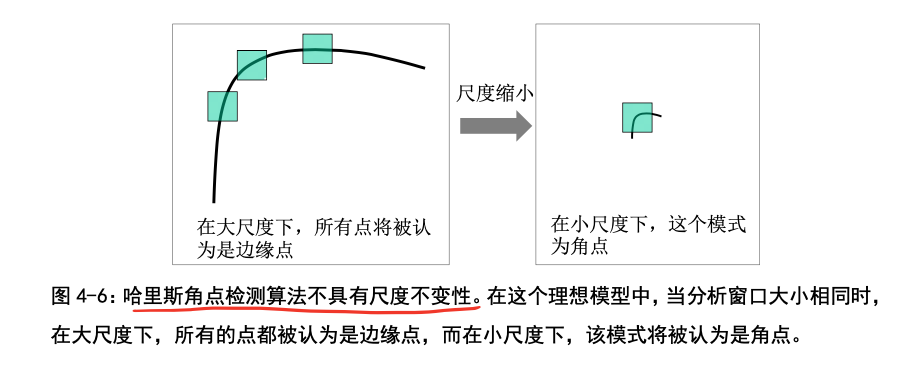 尺度缩小
在大尺度下，所有点将被认
为是边缘点
在小尺度下，这个模式
为角点
图 4-6：哈里斯角点检测算法不具有尺度不变性。在这个理想模型中，当分析窗口大小相同时，
在大尺度下，所有的点都被认为是边缘点，而在小尺度下，该模式将被认为是角点。